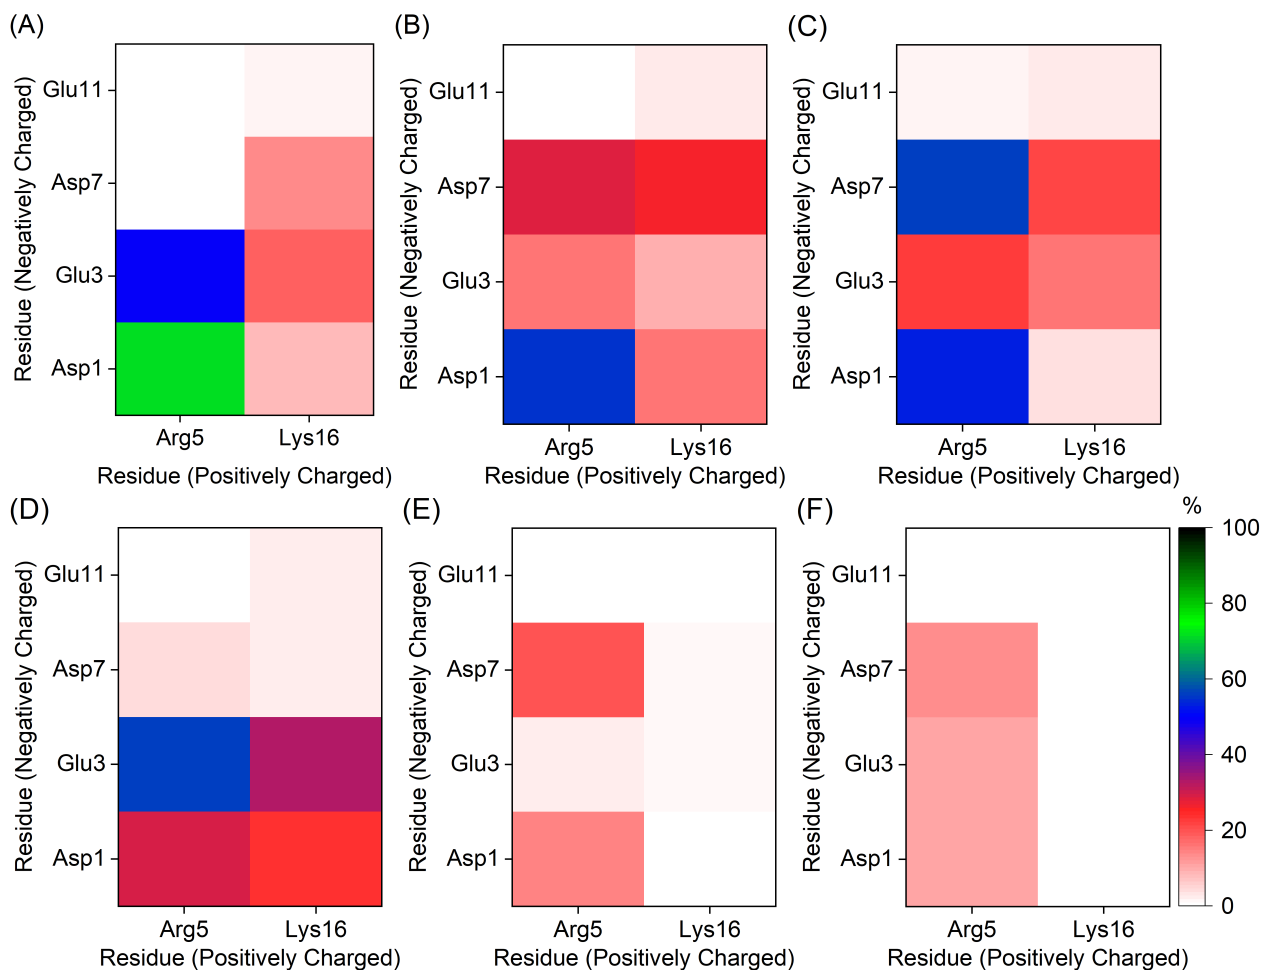 (A)
Residue (Negatively Charged)
Glu11
Asp7
Glu3
Asp1
Arg5 Lys16
Residue (Positively Charged)
(B)
Residue (Negatively Charged)
Glu11
Asp7
Glu3
Asp1
Arg5 Lys16
Residue (Positively Charged)
(C)
Residue (Negatively Charged)
Glu11
Asp7
Glu3
Asp1
Arg5 Lys16
Residue (Positively Charged)
(D)
Residue (Negatively Charged)
Glu11
Asp7
Glu3
Asp1
Arg5 Lys16
Residue (Positively Charged)
(E)
Residue (Negatively Charged)
Glu11
Asp7
Glu3
Asp1
Arg5 Lys16
Residue (Positively Charged)
(F)
Residue (Negatively Charged)
Glu11
Asp7
Glu3
Asp1
Arg5 Lys16
Residue (Positively Charged)
%
100
80
60
40
20
0